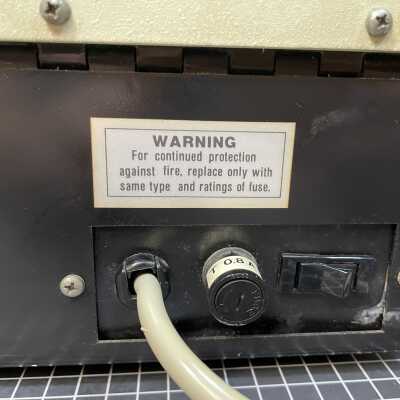 WARNING
For continued protection
against fire, replace only with
same type and ratings of fuse.
T 0.8